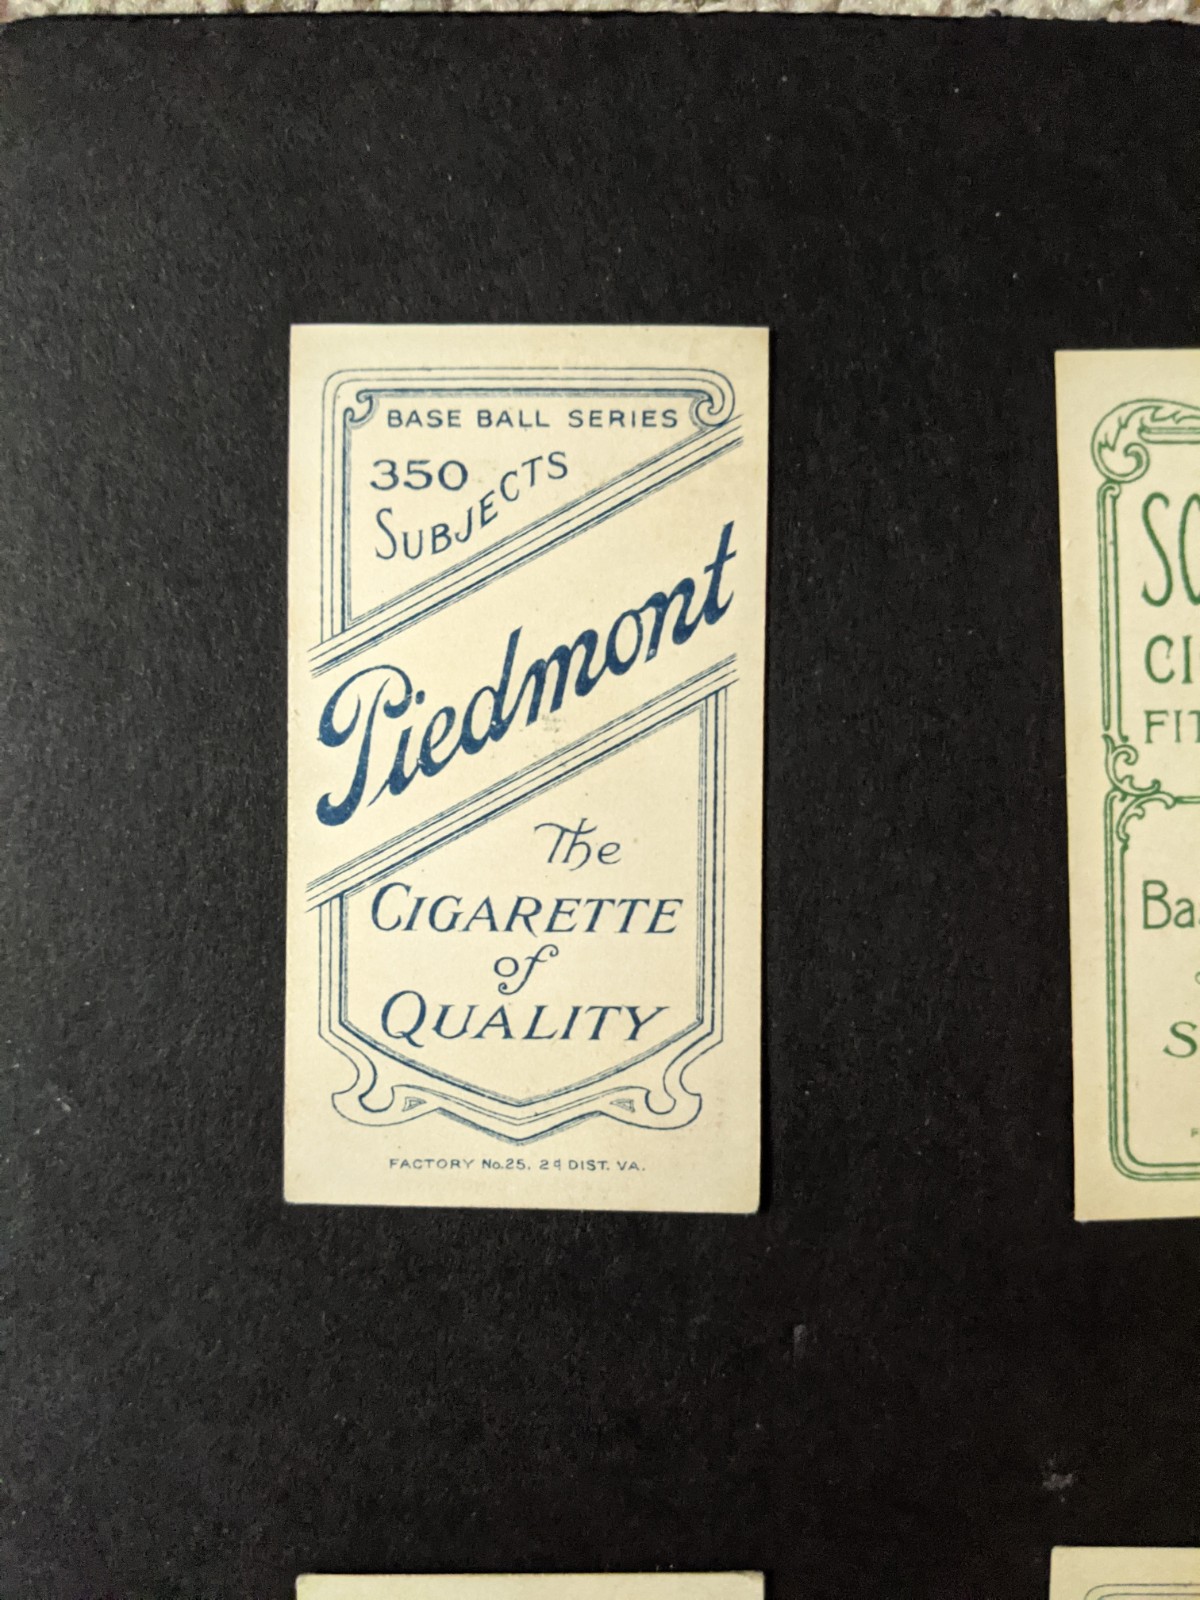 BASE BALL SERIES
350
SUBJECTS
Piedmont
The
CIGARETTE
of
QUALITY
FACTORY No. 25, 2d DIST. VA.